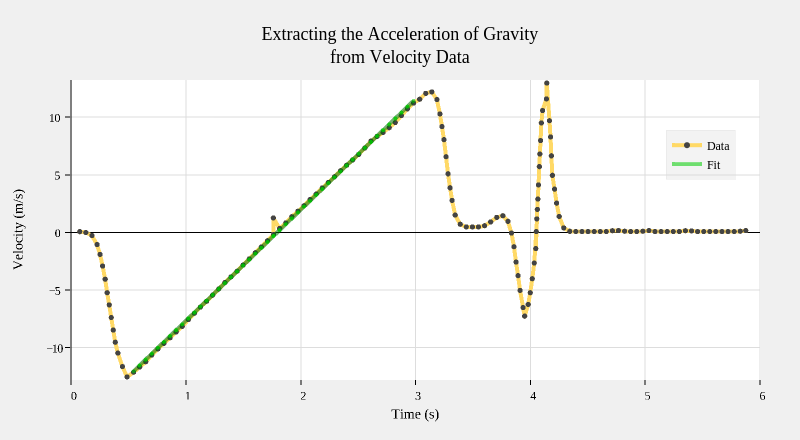 Extracting the Acceleration of Gravity
from Velocity Data
Velocity (m/s)
10
5
0
−5
−10
Data
Fit
0 1 2 3 4 5 6
Time (s)